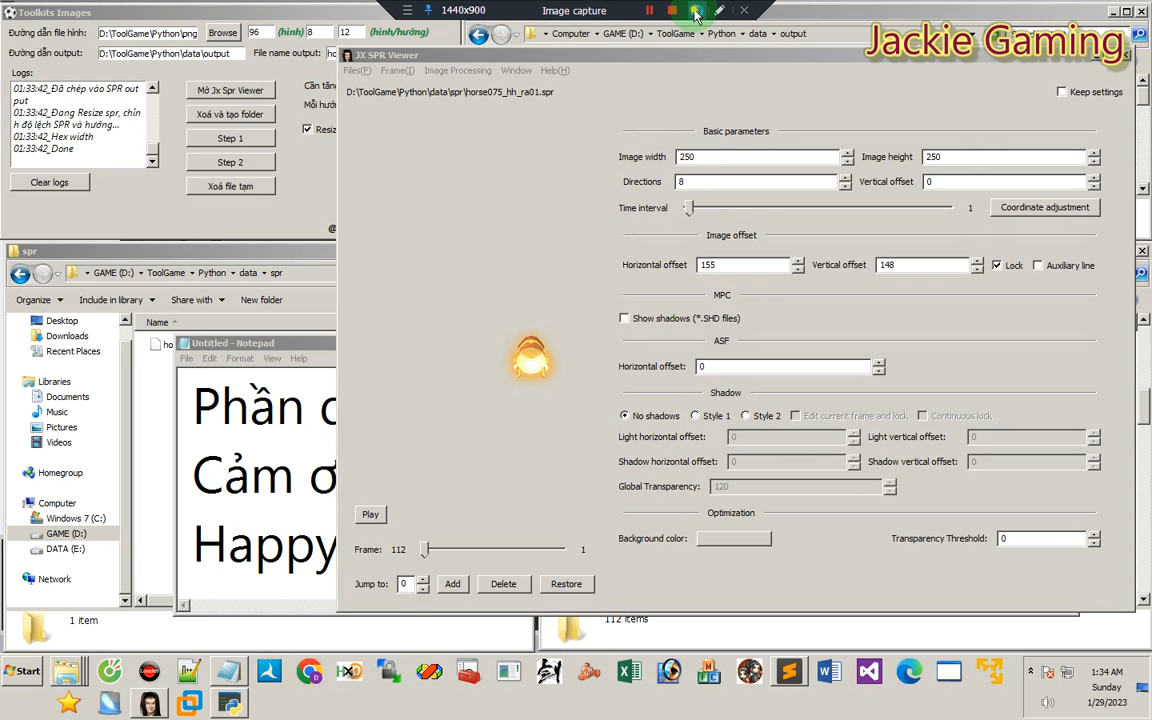 1440x900
Image capture
Toolkits Images
Jackie Gaming
Đường dẫn file hình:
D:\ToolGame\Python\png
Browse
96
(hình)
8
12
(hình/hướng)
Đường dẫn output:
D:\ToolGame\Python\data\output\
File name output:
Logs:
01:33:42_Đã chép vào SPR out
put
01:33:42_Đang Resize spr, chỉn
h độ lệch SPR và hướng...
01:33:42_Hex width
01:33:42_Done
Clear logs
Mở Jx Spr Viewer
Xoá và tạo folder
Step 1
Step 2
Xoá file tạm
Cần tăn
Mỗi hướ
Resiz
@
Computer
GAME (D:)
ToolGame
Python
data
output
JX SPR Viewer
Files(F)
Frame(I)
Image Processing
Window
Help(H)
D:\ToolGame\Python\data\spr\horse075_hh_ra01.spr
Keep settings
Basic parameters
Image width
250
Image height
250
Directions
8
Vertical offset
0
Time interval
1
Coordinate adjustment
Image offset
Horizontal offset
155
Vertical offset
148
Lock
Auxiliary line
MPC
Show shadows (*.SHD files)
ASF
Horizontal offset:
0
Shadow
No shadows
Style 1
Style 2
Edit current frame and lock
Continuous lock
Light horizontal offset:
0
Light vertical offset:
0
Shadow horizontal offset:
0
Shadow vertical offset:
0
Global Transparency:
120
Optimization
Background color:
Transparency Threshold:
0
Play
Frame:
112
1
Jump to:
0
Add
Delete
Restore
spr
GAME (D:)
ToolGame
Python
data
spr
Organize
Include in library
Share with
New folder
Desktop
Downloads
Recent Places
Libraries
Documents
Music
Pictures
Videos
Homegroup
Computer
Windows 7 (C:)
GAME (D:)
DATA (E:)
Network
Name
ho
Untitled - Notepad
File
Edit
Format
View
Help
Phần c
Cảm ơ
Happy
1 item
112 items
Start
1:34 AM
Sunday
1/29/2023